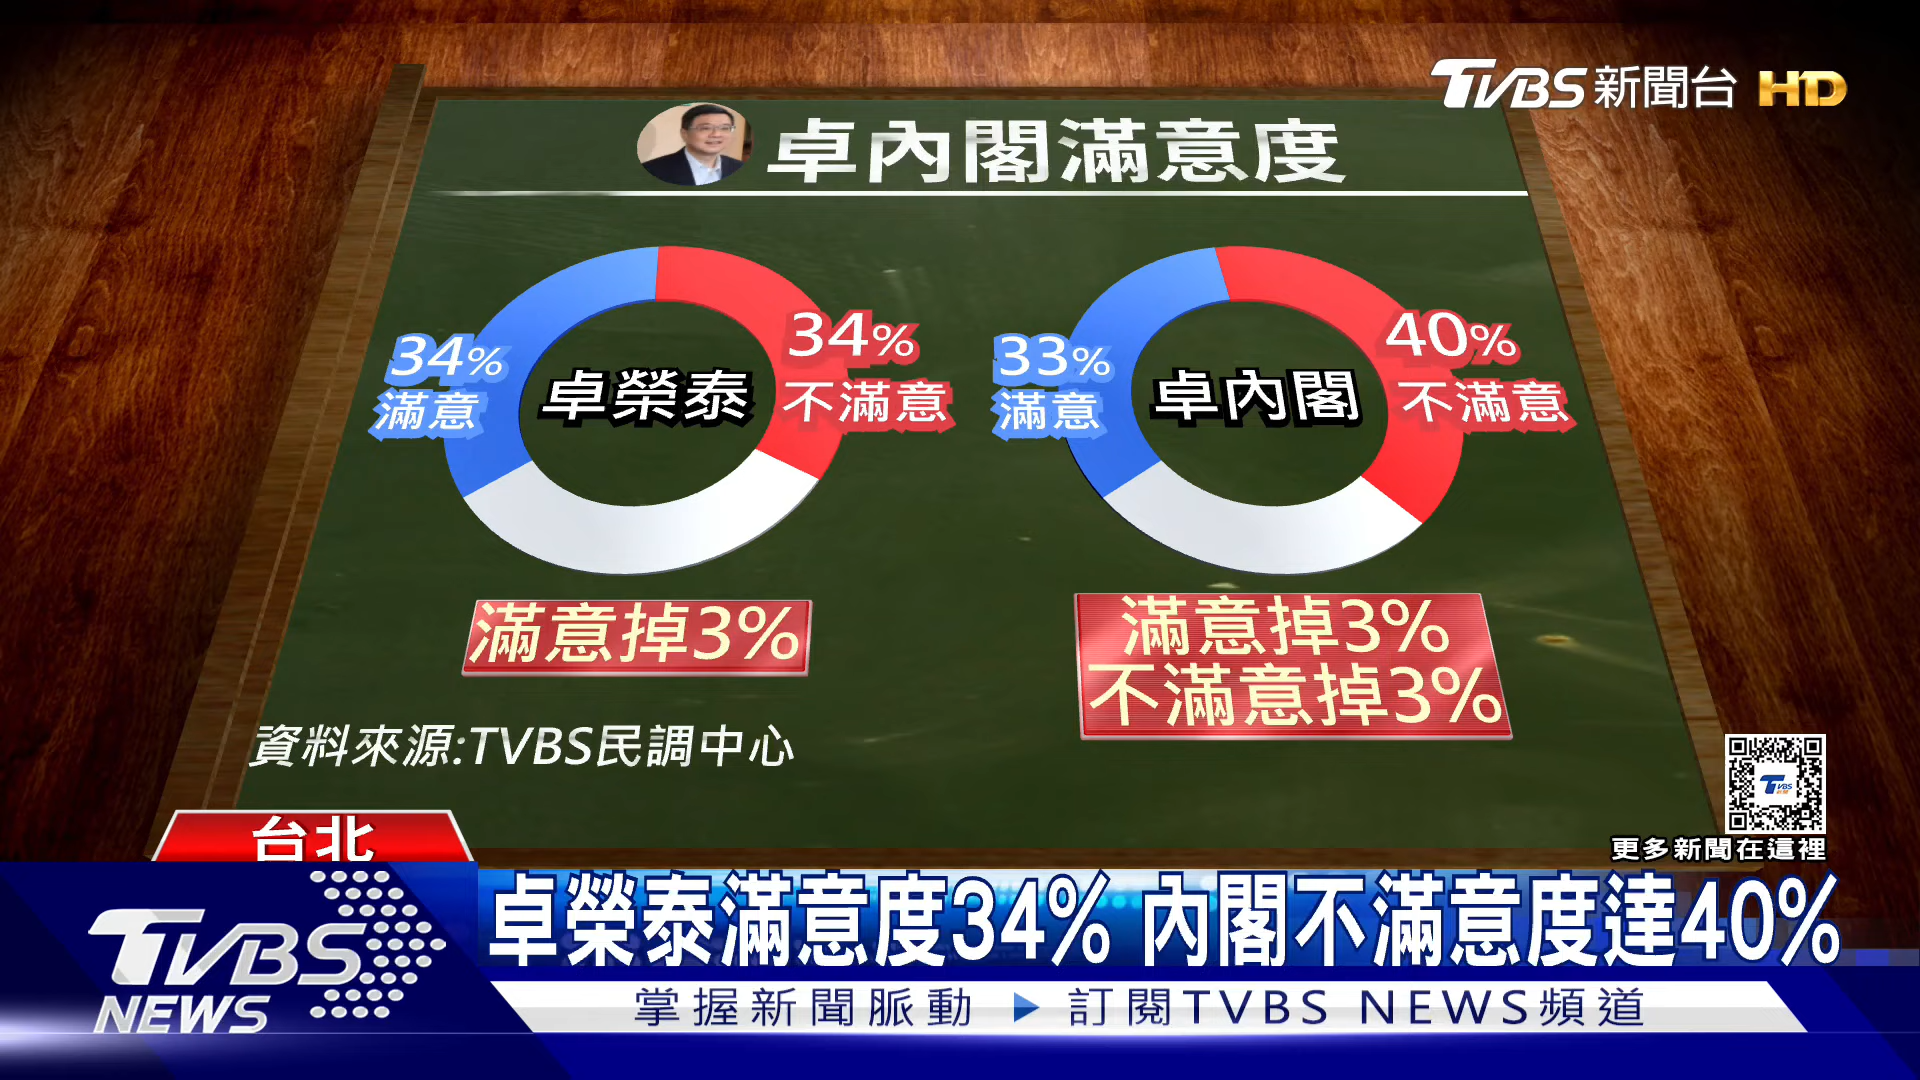 TVBS新聞台 HD
卓內閣滿意度
34%
滿意
卓榮泰
34%
不滿意
33%
滿意
卓內閣
40%
不滿意
滿意掉3%
滿意掉3%
不滿意掉3%
資料來源:TVBS民調中心
TVBS
更多新聞在這裡
台北
卓榮泰滿意度34% 內閣不滿意度達40%
TVBS
NEWS
掌握新聞脈動 ▶ 訂閱TVBS NEWS頻道